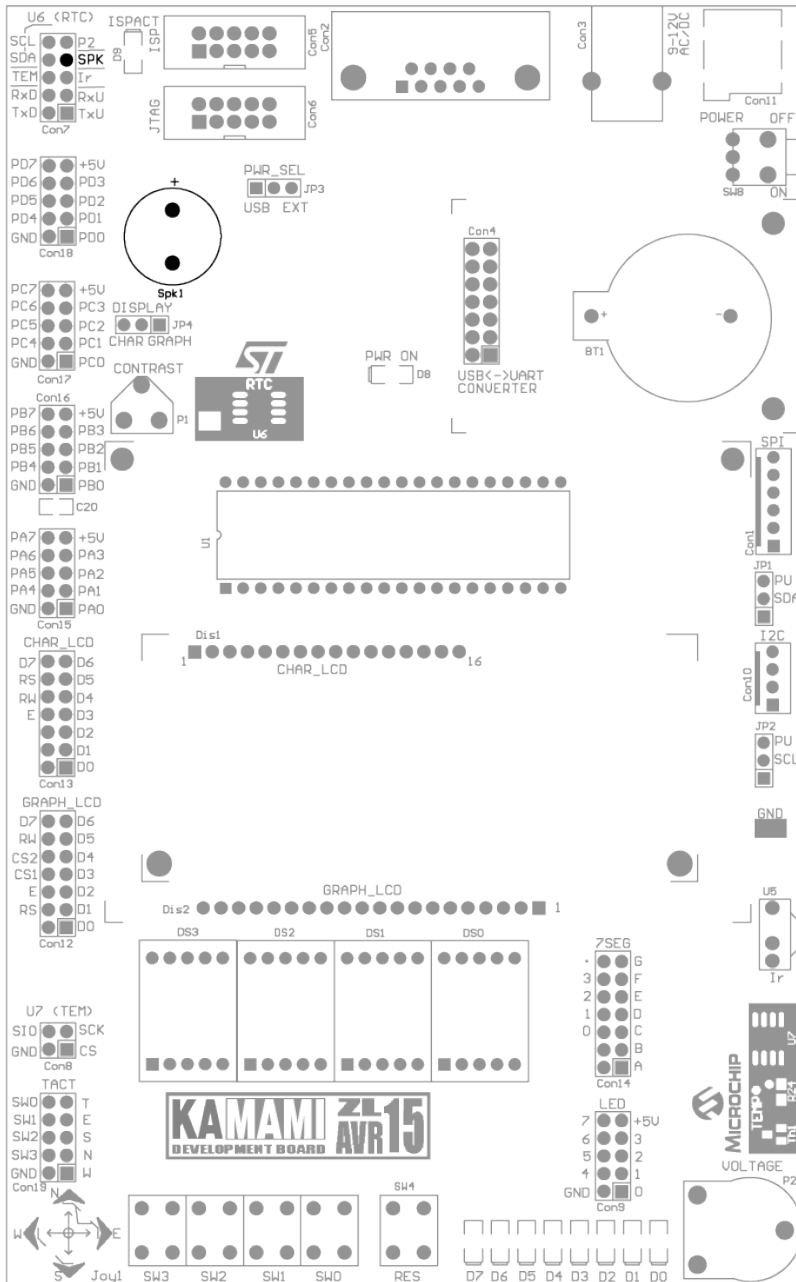 U6 (RTC)
ISPACT
SCL P2
SDA SPK
TEM Ir
RxD RxU
TxD TxU
Con7
D9
ISP
Con5
Con2
JTAG
Con6
Con3
9-12V
AC/DC
Con11
POWER OFF
SW8 ON
PD7 +5V
PD6 PD3
PD5 PD2
PD4 PD1
GND PD0
Con18
+
Spk1
PWR_SEL
JP3
USB EXT
Con4
USB<->UART
CONVERTER
+ -
BT1
PC7 +5V
PC6 PC3
PC5 PC2
PC4 PC1
GND PC0
Con17
DISPLAY
JP4
CHAR GRAPH
CONTRAST
P1
ST
RTC
U6
PWR ON
D8
Con16
PB7 +5V
PB6 PB3
PB5 PB2
PB4 PB1
GND PB0
C20
U1
SPI
Con1
JP1
PU
SDA
PA7 +5V
PA6 PA3
PA5 PA2
PA4 PA1
GND PA0
Con15
CHAR_LCD
D7 D6
RS D5
RW D4
E D3
D2
D1
D0
Con13
Dis1
1 16
CHAR_LCD
I2C
Con10
JP2
PU
SCL
GND
GRAPH_LCD
D7 D6
RW D5
CS2 D4
CS1 D3
E D2
RS D1
D0
Con12
GRAPH_LCD
Dis2 1
U5
Ir
DS3 DS2 DS1 DS0
7SEG
. G
3 F
2 E
1 D
0 C
B
A
Con14
U7 (TEM)
SIO SCK
GND CS
Con8
TACT
SW0 T
SW1 E
SW2 S
SW3 N
GND W
Con19
KAMAMI ZL
DEVELOPMENT BOARD AVR 15
LED
7 +5V
6 3
5 2
4 1
GND 0
Con9
MICROCHIP
TEMP
U7
R24
Th1
VOLTAGE
P2
N
W E
S
Joy1
SW3 SW2 SW1 SW0
SW4
RES
D7 D6 D5 D4 D3 D2 D1 D0